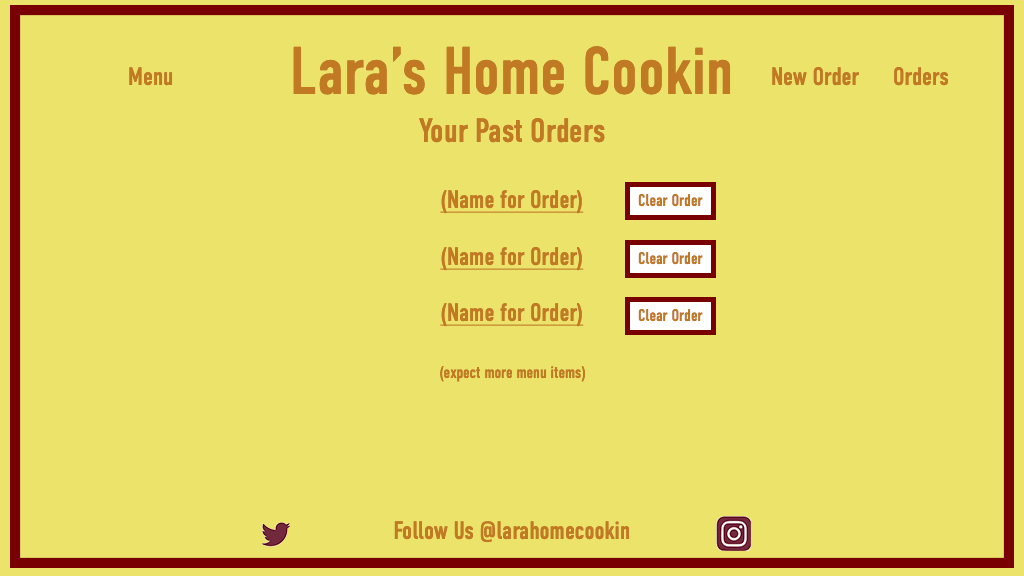 Menu
Lara’s Home Cookin
New Order
Orders
Your Past Orders
(Name for Order)
Clear Order
(Name for Order)
Clear Order
(Name for Order)
Clear Order
(expect more menu items)
Follow Us @larahomecookin